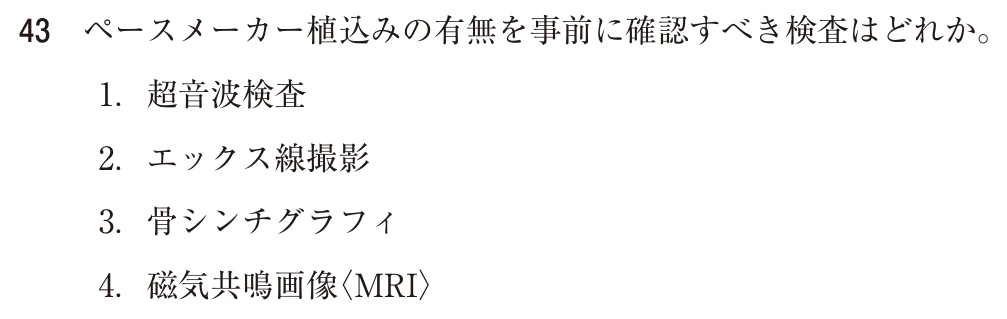 43 ペースメーカー植込みの有無を事前に確認すべき検査はどれか。
1. 超音波検査
2. エックス線撮影
3. 骨シンチグラフィ
4. 磁気共鳴画像〈MRI〉